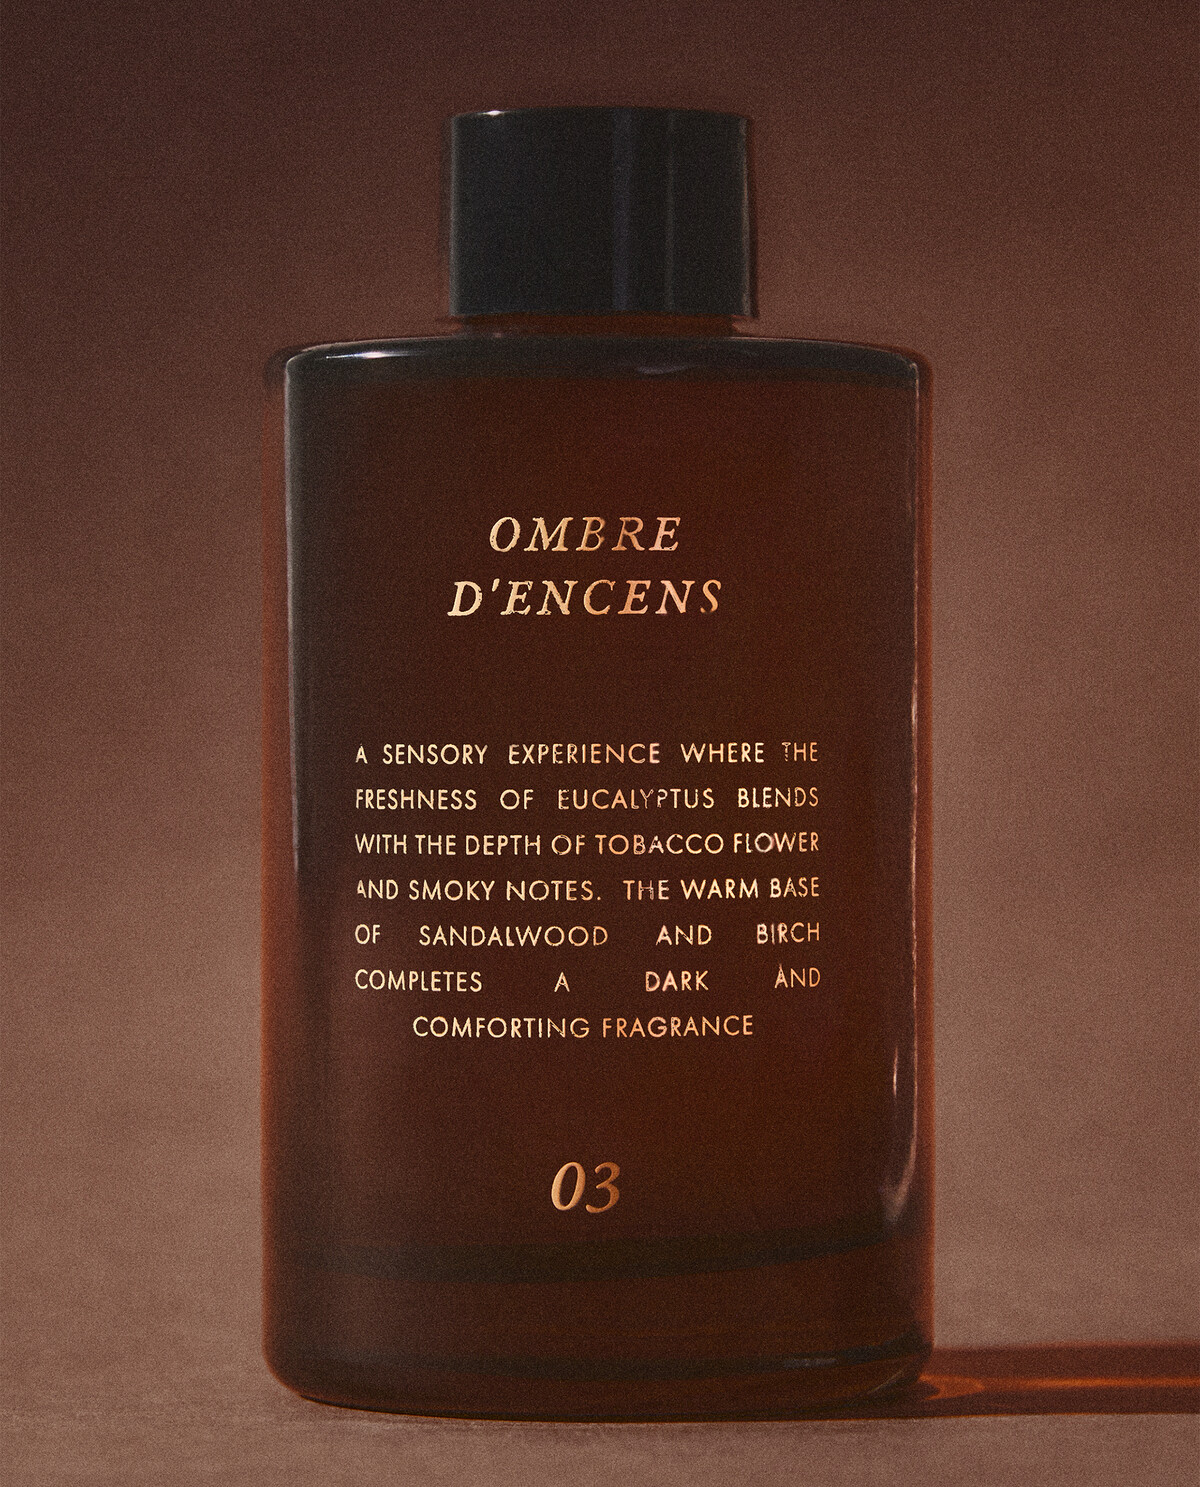 OMBRE
D'ENCENS
A SENSORY EXPERIENCE WHERE THE
FRESHNESS OF EUCALYPTUS BLENDS
WITH THE DEPTH OF TOBACCO FLOWER
AND SMOKY NOTES. THE WARM BASE
OF SANDALWOOD AND BIRCH
COMPLETES A DARK AND
COMFORTING FRAGRANCE
03